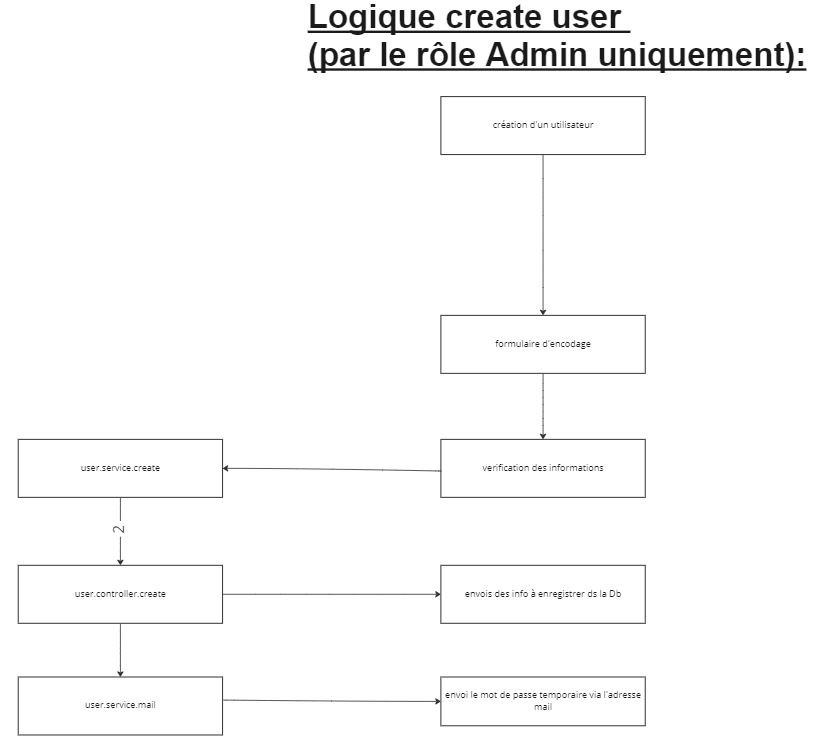 Logique create user
(par le rôle Admin uniquement):
création d'un utilisateur
formulaire d'encodage
verification des informations
user.service.create
2
user.controller.create
envois des info à enregistrer ds la Db
user.service.mail
envoi le mot de passe temporaire via l'adresse
mail